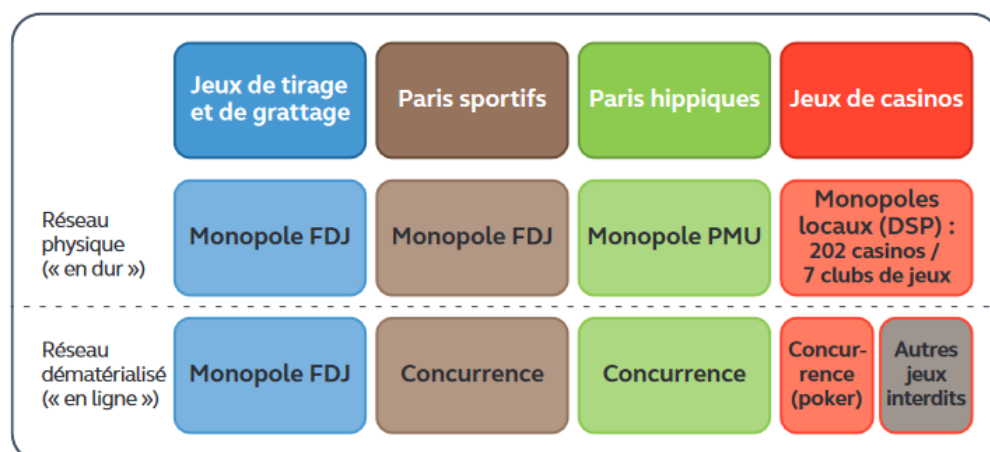 Jeux de tirage
et de grattage
Paris sportifs
Paris hippiques
Jeux de casinos
Réseau
physique
(« en dur »)
Monopole FDJ
Monopole FDJ
Monopole PMU
Monopoles
locaux (DSP) :
202 casinos /
7 clubs de jeux
Réseau
dématérialisé
(« en ligne »)
Monopole FDJ
Concurrence
Concurrence
Concur-
rence
(poker)
Autres
jeux
interdits